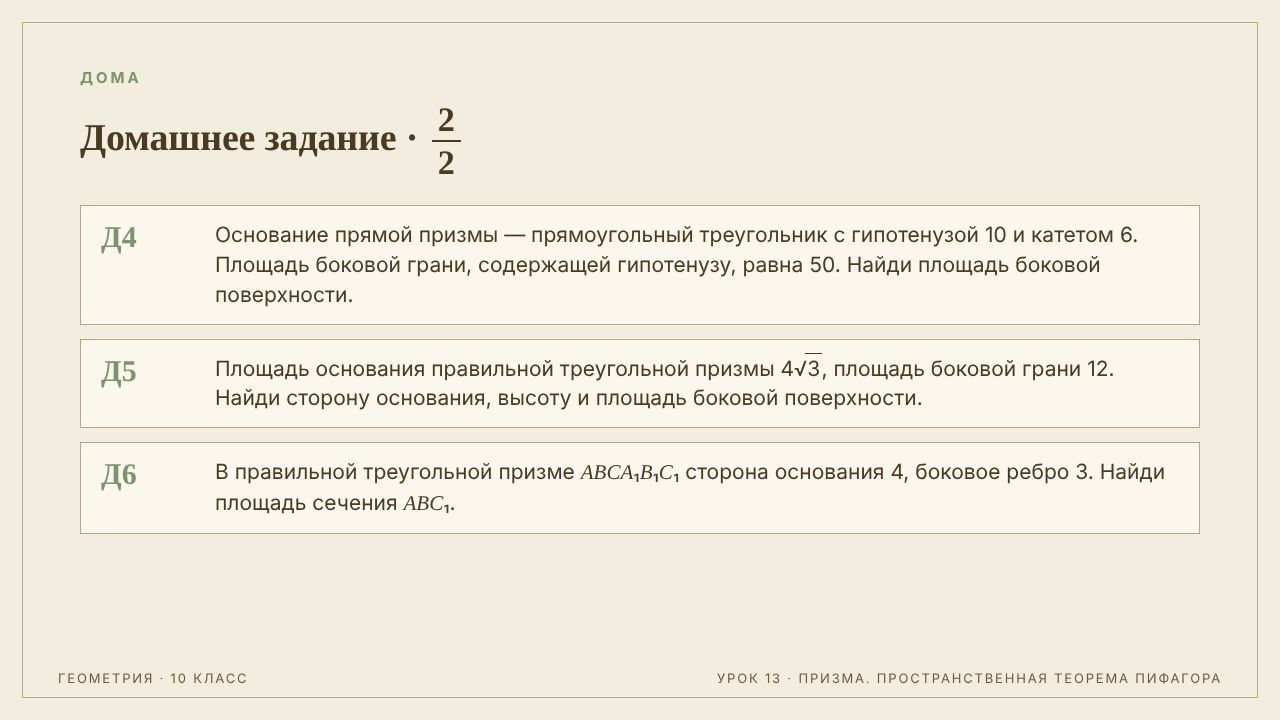 ДОМА
Домашнее задание · 2/2
Д4
Основание прямой призмы — прямоугольный треугольник с гипотенузой 10 и катетом 6.
Площадь боковой грани, содержащей гипотенузу, равна 50. Найди площадь боковой
поверхности.
Д5
Площадь основания правильной треугольной призмы 4√3, площадь боковой грани 12.
Найди сторону основания, высоту и площадь боковой поверхности.
Д6
В правильной треугольной призме ABCA₁B₁C₁ сторона основания 4, боковое ребро 3. Найди
площадь сечения ABC₁.
ГЕОМЕТРИЯ · 10 КЛАСС
УРОК 13 · ПРИЗМА. ПРОСТРАНСТВЕННАЯ ТЕОРЕМА ПИФАГОРА